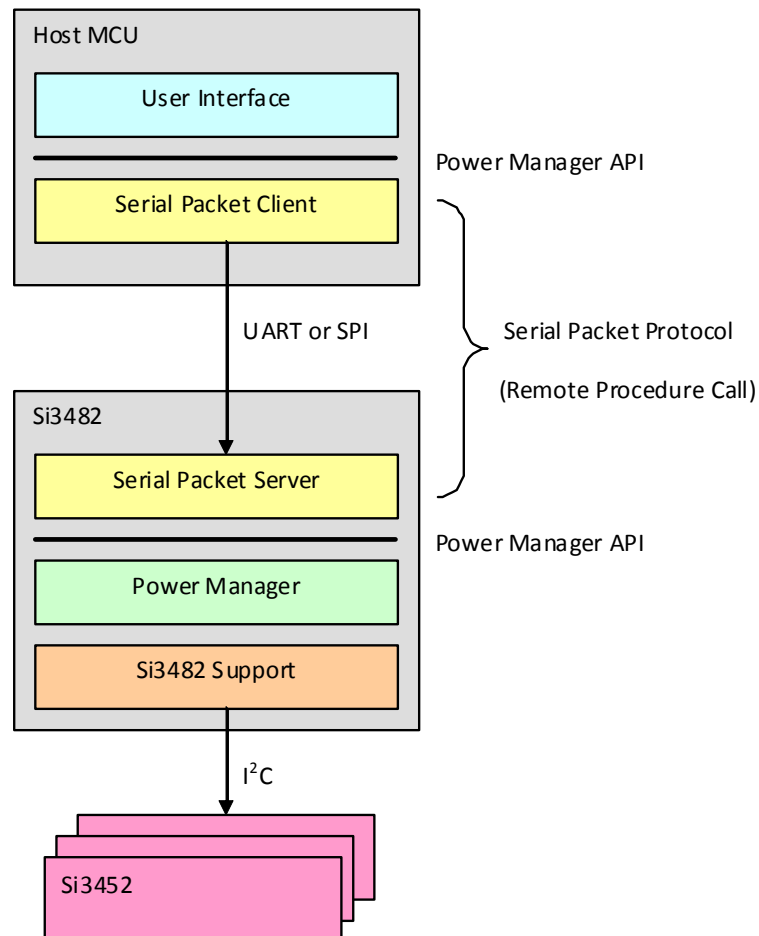 Host MCU
User Interface
Power Manager API
Serial Packet Client
UART or SPI
Serial Packet Protocol
(Remote Procedure Call)
Si3482
Serial Packet Server
Power Manager API
Power Manager
Si3482 Support
I²C
Si3452